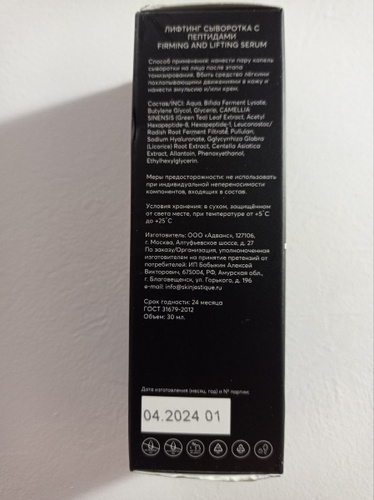 ЛИФТИНГ СЫВОРОТКА С
ПЕПТИДАМИ
FIRMING AND LIFTING SERUM
Способ применения: нанести пару капель
сыворотки на лицо после этапа
тонизирования. Вбить средство лёгкими
похлапывающими движениями в кожу и
нанести эмульсию и/или крем.
Состав/INCI: Aqua, Bifida Ferment Lysate,
Butylene Glycol, Glycerin, CAMELLIA
SINENSIS (Green Tea) Leaf Extract, Acetyl
Hexapeptide-8, Hexapeptide-1, Leuconostoc/
Radish Root Ferment Filtrate, Pullulan,
Sodium Hyaluronate, Gglycyrrhiza Glabra
(Licorice) Root Extract, Centella Asiatica
Extract, Allantoin, Phenoxyethanol,
Ethylhexylglycerin.
Меры предосторожности: не использовать
при индивидуальной непереносимости
компонентов, входящих в состав.
Условия хранения: в сухом, защищённом
от света месте, при температуре от +5°C
до +25°C
Изготовитель: ООО «Адванс», 127106,
г. Москва, Алтуфьевское шоссе, д. 27
По заказу/Организация, уполномоченная
изготовителем на принятие претензий от
потребителей: ИП Бабыкин Алексей
Викторович, 675004, РФ, Амурская обл.,
г. Благовещенск, ул. Горького, д. 196
e-mail: info@skinjestique.ru
Срок годности: 24 месяца
ГОСТ 31679-2012
Объем: 30 мл.
Дата изготовления (месяц, год) и № партии:
04.2024 01